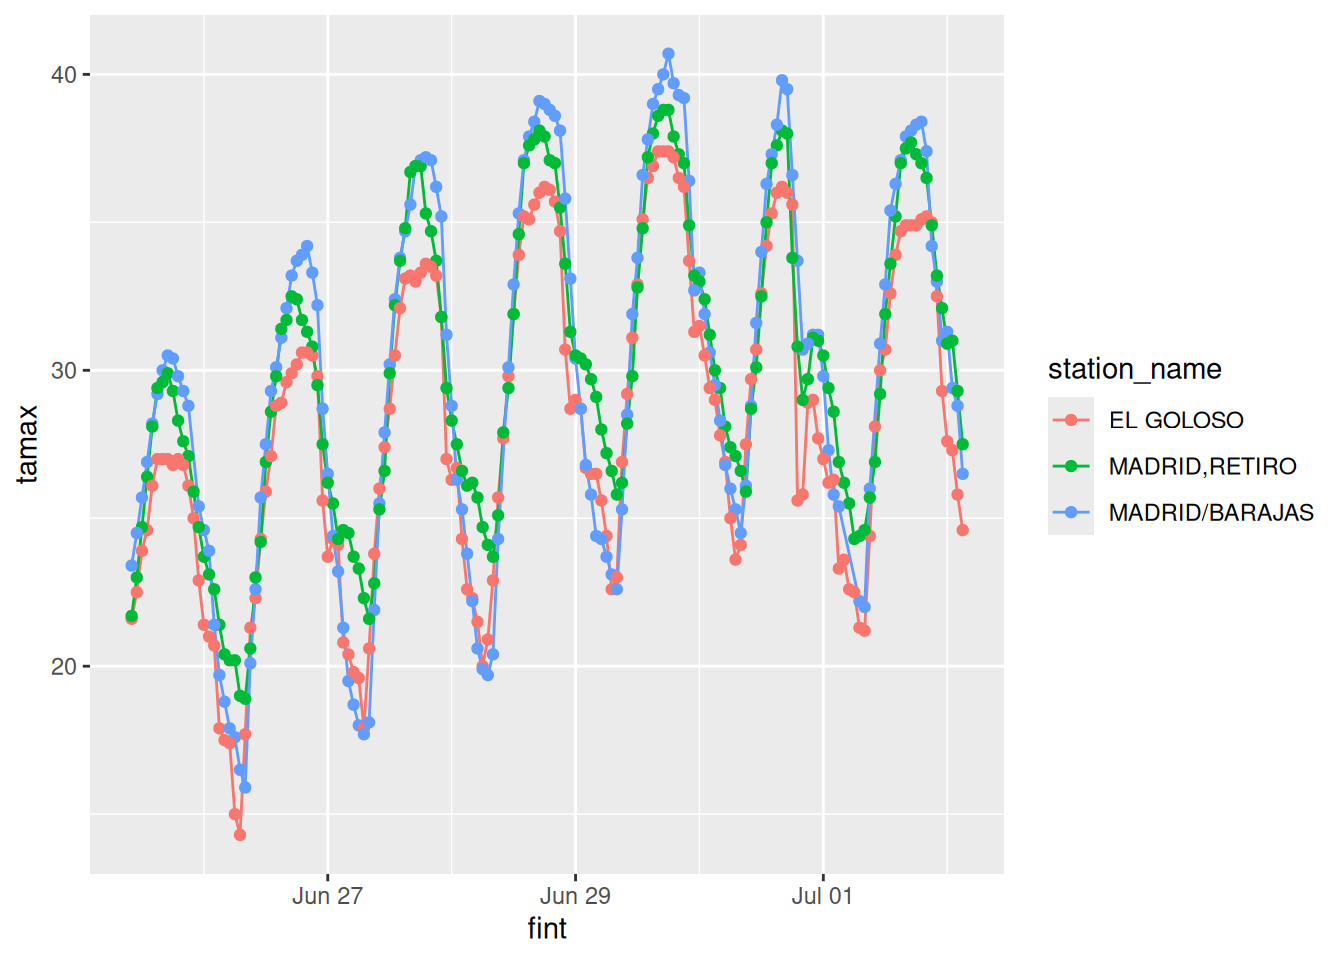 40
30
20
tamax
Jun 27
Jun 29
Jul 01
fint
station_name
EL GOLOSO
MADRID,RETIRO
MADRID/BARAJAS